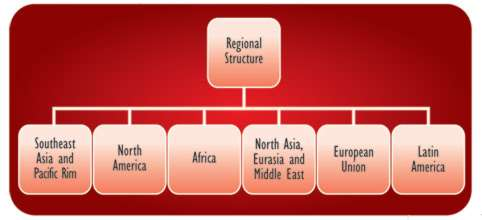 Regional
Structure
Southeast
Asia and
Pacific Rim
North
America
Africa
North Asia,
Eurasia and
Middle East
European
Union
Latin
America